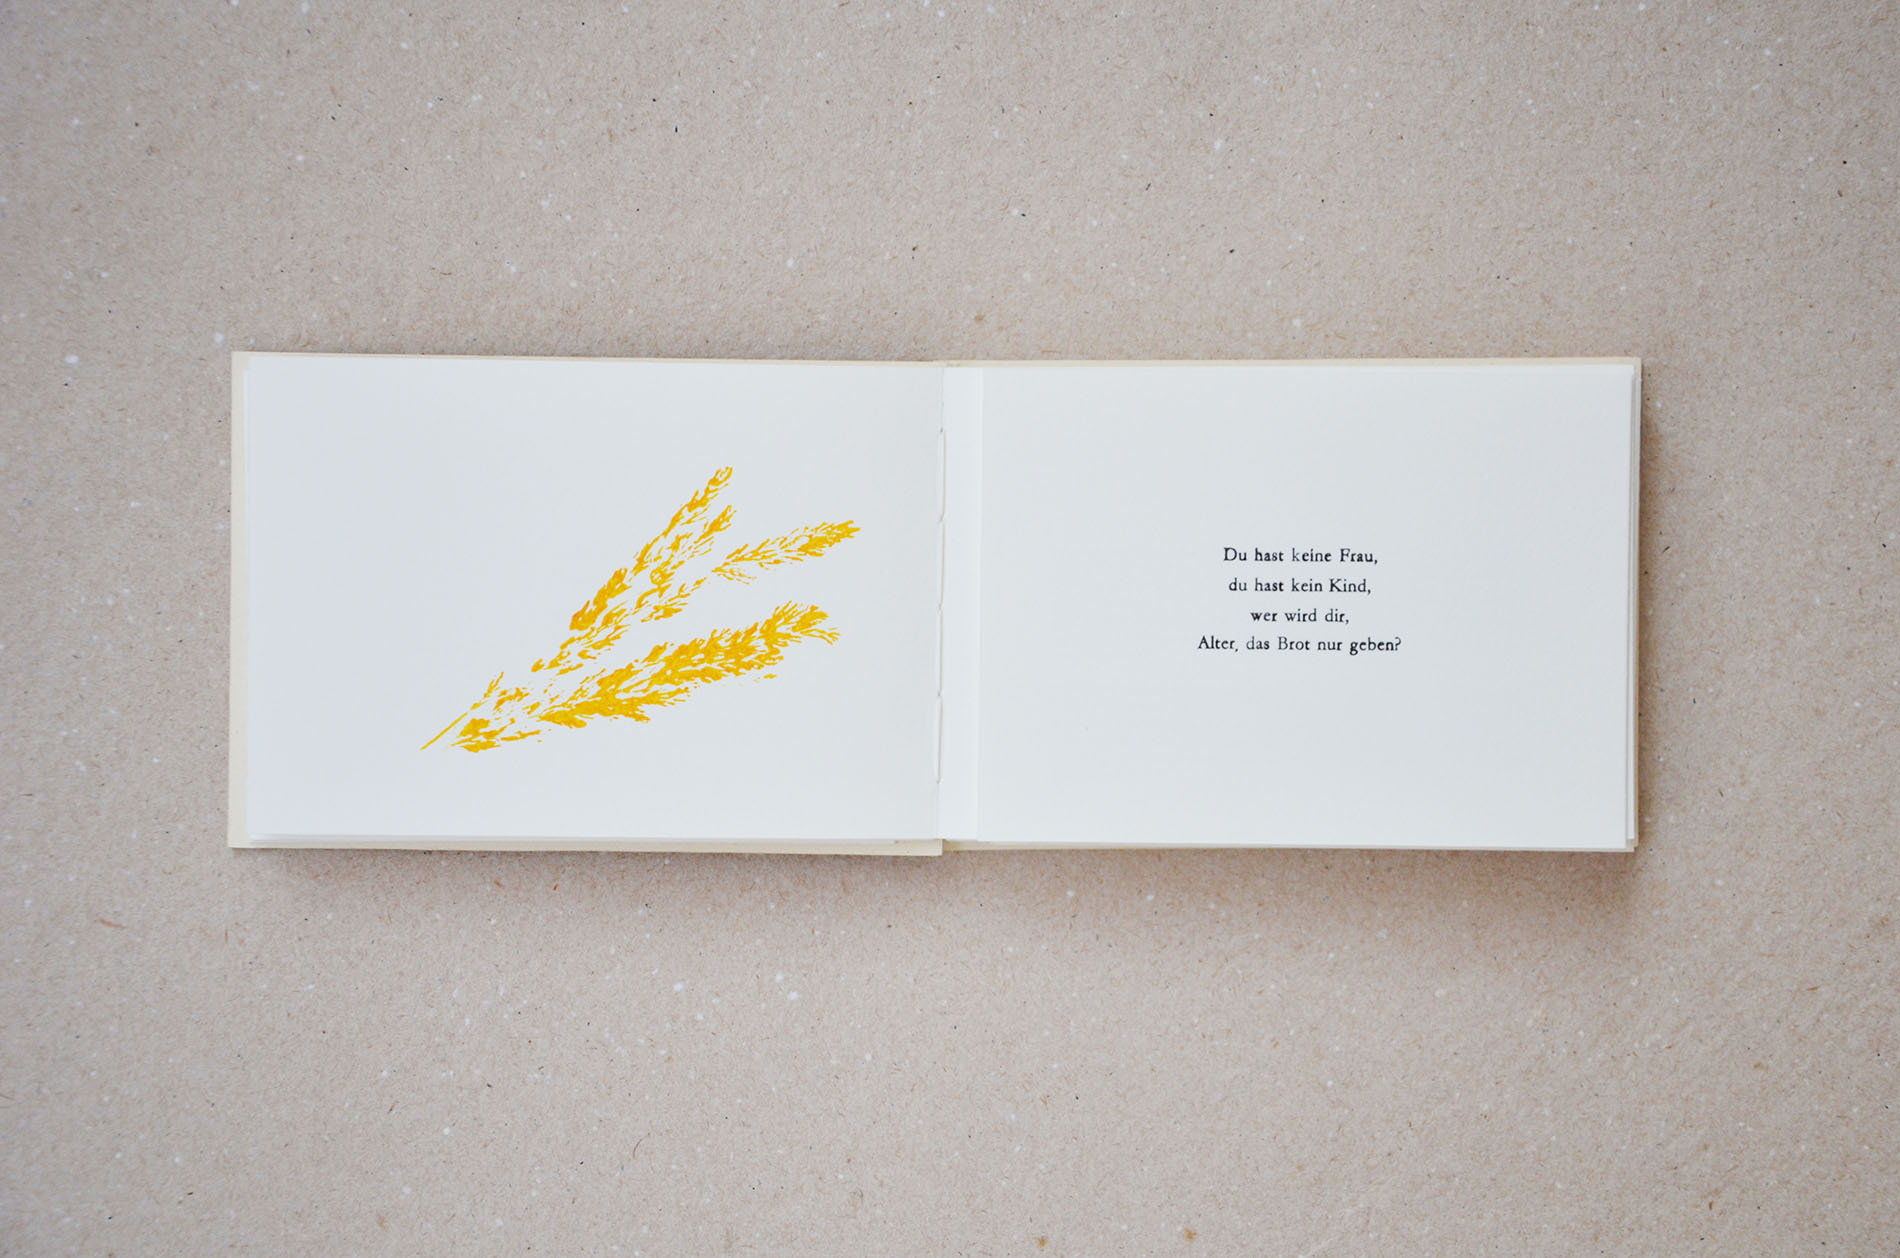 Du hast keine Frau,
du hast kein Kind,
wer wird dir,
Alter, das Brot nur geben?